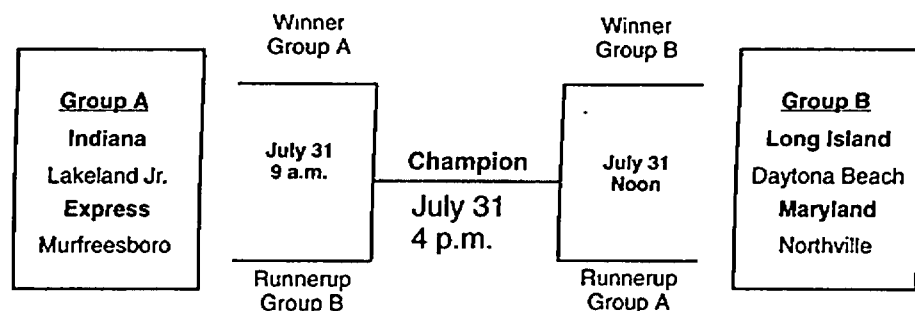 Group A
Indiana
Lakeland Jr.
Express
Murfreesboro
Winner
Group A
July 31
9 a.m.
Runnerup
Group B
Champion
July 31
4 p.m.
Winner
Group B
July 31
Noon
Runnerup
Group A
Group B
Long Island
Daytona Beach
Maryland
Northville